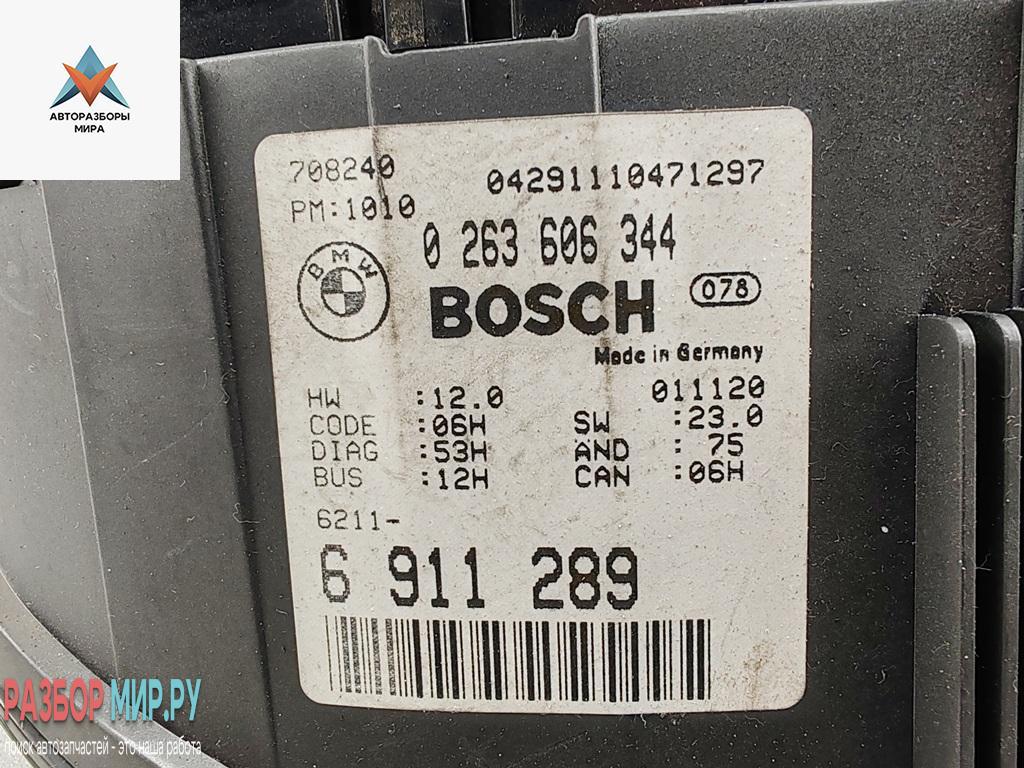 АВТОРАЗБОРЫ
МИРА
708240 04291110471297
PM:1010
0 263 606 344
BMW
BOSCH 078
Made in Germany
011120
HW :12.0
CODE :06H SW :23.0
DIAG :53H AND : 75
BUS :12H CAN :06H
6211-
6 911 289
РАЗБОР МИР.РУ
поиск автозапчастей - это наша работа